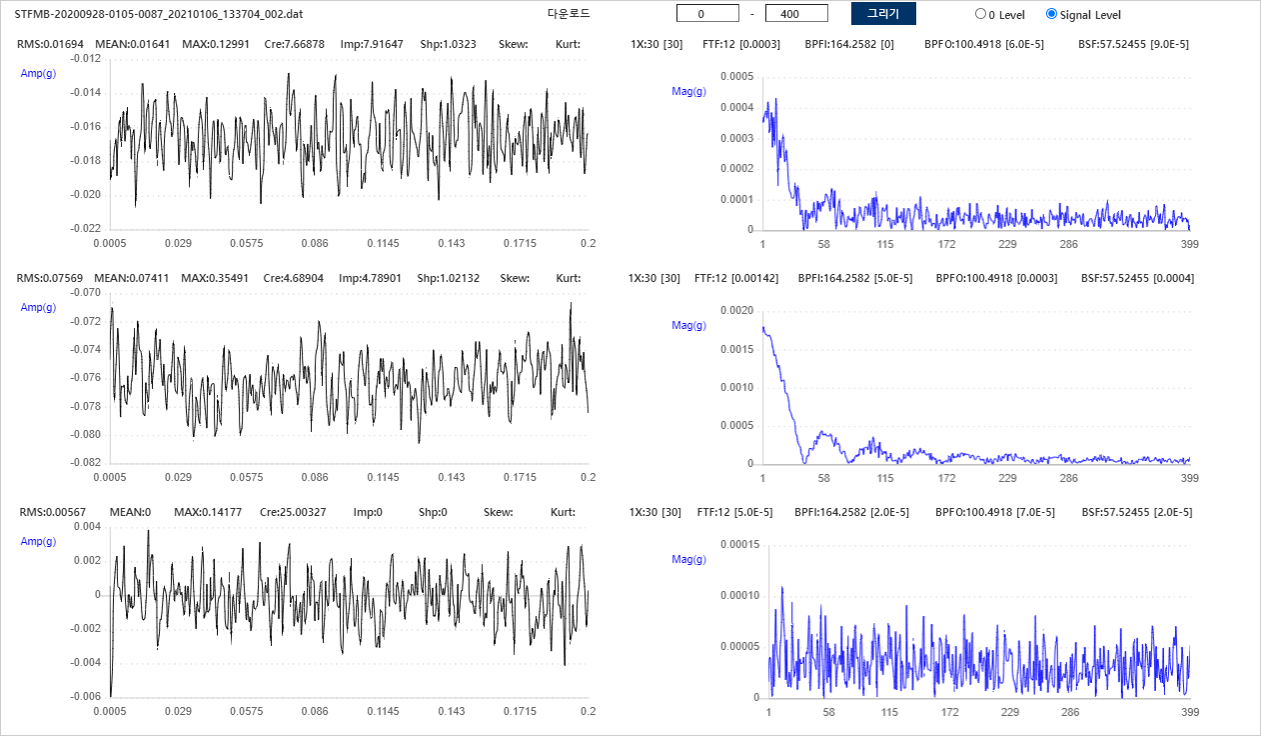 STFMB-20200928-0105-0087_20210106_133704_002.dat 다운로드 0 - 400 그리기 0 Level Signal Level
RMS:0.01694 MEAN:0.01641 MAX:0.12991 Cre:7.66878 Imp:7.91647 Shp:1.0323 Skew: Kurt:
Amp(g)
-0.012
-0.014
-0.016
-0.018
-0.020
-0.022
0.0005 0.029 0.0575 0.086 0.1145 0.143 0.1715 0.2
1X:30 [30] FTF:12 [0.0003] BPFI:164.2582 [0] BPFO:100.4918 [6.0E-5] BSF:57.52455 [9.0E-5]
Mag(g)
0.0005
0.0004
0.0003
0.0002
0.0001
0
1 58 115 172 229 286 399
RMS:0.07569 MEAN:0.07411 MAX:0.35491 Cre:4.68904 Imp:4.78901 Shp:1.02132 Skew: Kurt:
Amp(g)
-0.070
-0.072
-0.074
-0.076
-0.078
-0.080
-0.082
0.0005 0.029 0.0575 0.086 0.1145 0.143 0.1715 0.2
1X:30 [30] FTF:12 [0.00142] BPFI:164.2582 [5.0E-5] BPFO:100.4918 [0.0003] BSF:57.52455 [0.0004]
Mag(g)
0.0020
0.0015
0.0010
0.0005
0
1 58 115 172 229 286 399
RMS:0.00567 MEAN:0 MAX:0.14177 Cre:25.00327 Imp:0 Shp:0 Skew: Kurt:
Amp(g)
0.004
0.002
0
-0.002
-0.004
-0.006
0.0005 0.029 0.0575 0.086 0.1145 0.143 0.1715 0.2
1X:30 [30] FTF:12 [5.0E-5] BPFI:164.2582 [2.0E-5] BPFO:100.4918 [7.0E-5] BSF:57.52455 [2.0E-5]
Mag(g)
0.00015
0.00010
0.00005
0
1 58 115 172 229 286 399